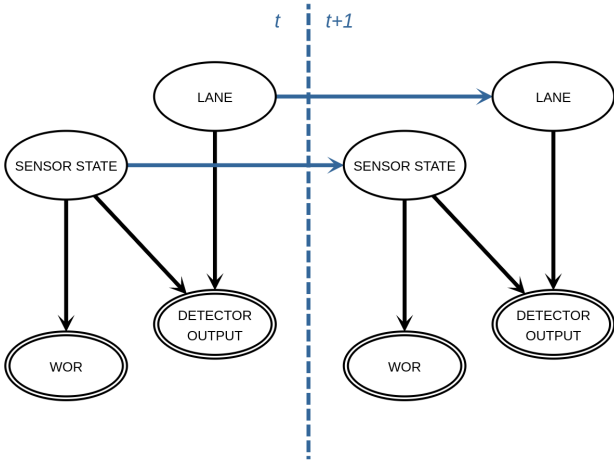 t
t+1
LANE
LANE
SENSOR STATE
SENSOR STATE
DETECTOR
OUTPUT
DETECTOR
OUTPUT
WOR
WOR